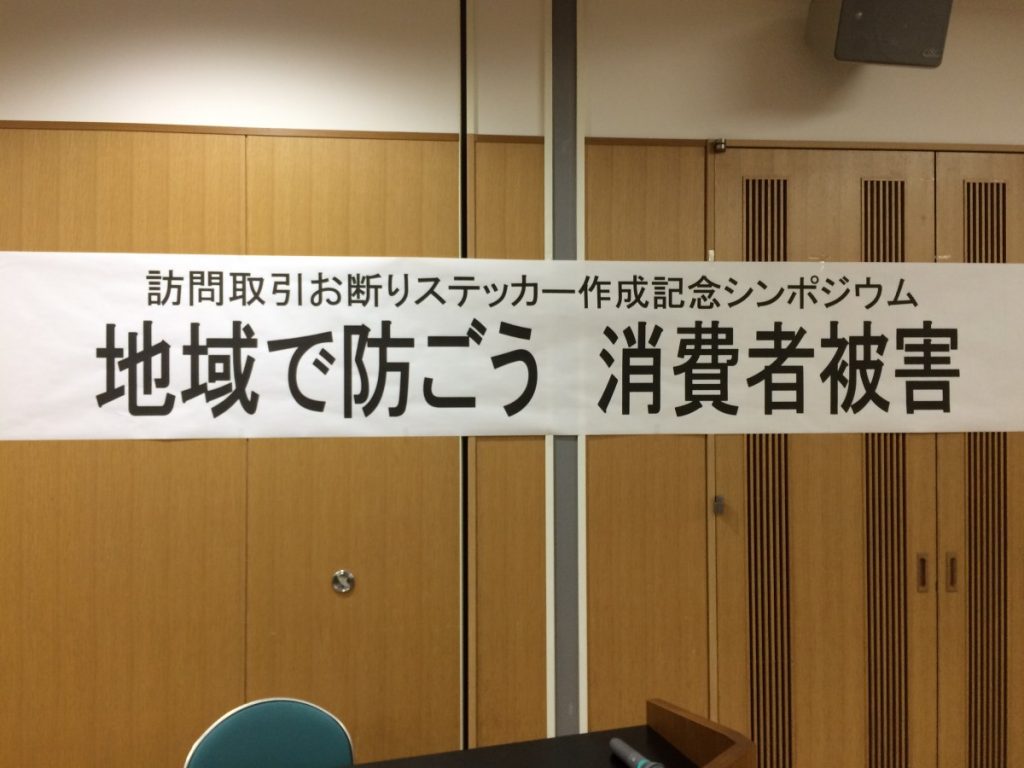 訪問取引お断りステッカー作成記念シンポジウム
地域で防ごう 消費者被害